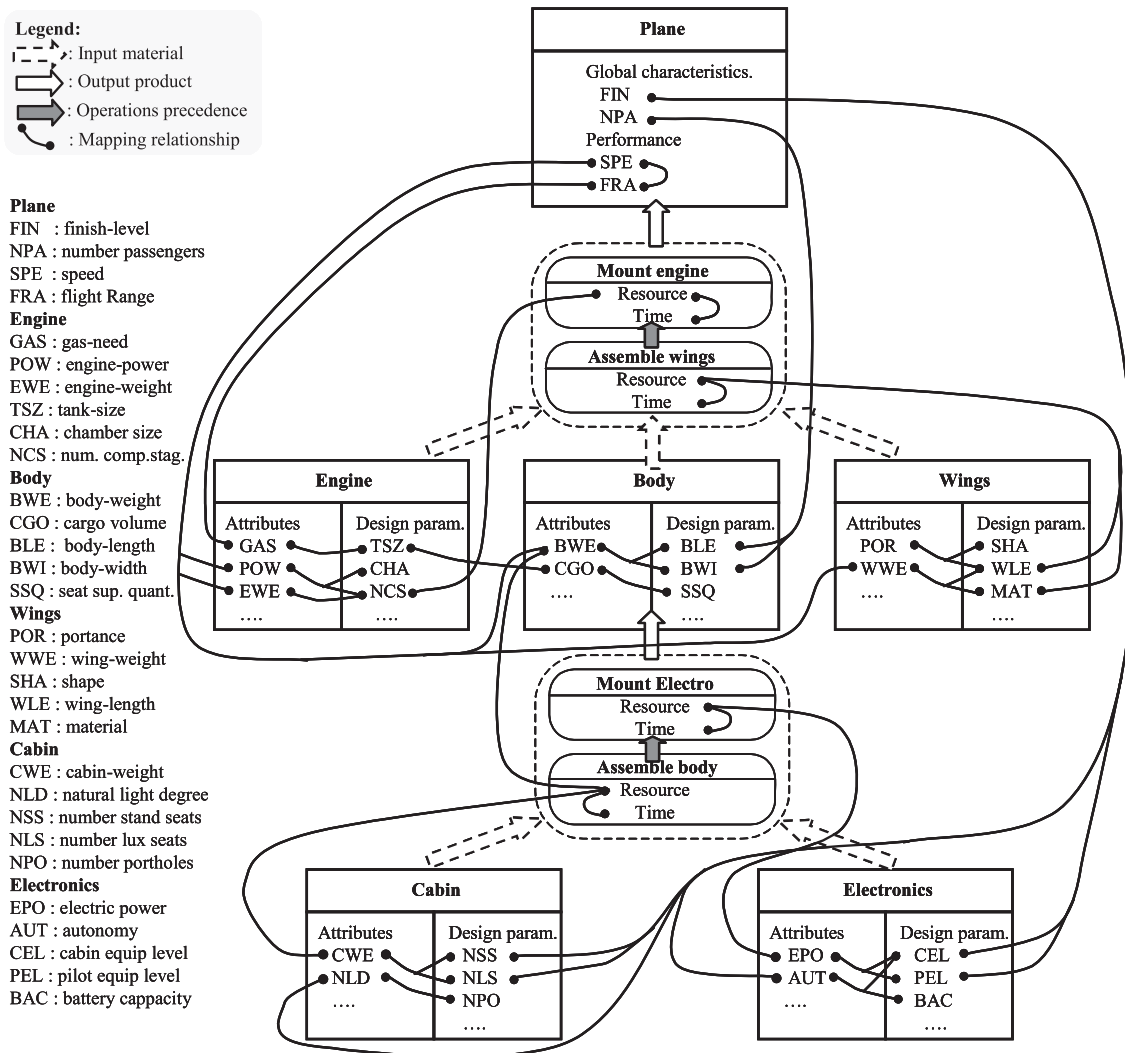 Legend:
: Input material
: Output product
: Operations precedence
: Mapping relationship
Plane
FIN : finish-level
NPA : number passengers
SPE : speed
FRA : flight Range
Engine
GAS : gas-need
POW : engine-power
EWE : engine-weight
TSZ : tank-size
CHA : chamber size
NCS : num. comp.stag.
Body
BWE : body-weight
CGO : cargo volume
BLE : body-length
BWI : body-width
SSQ : seat sup. quant.
Wings
POR : portance
WWE : wing-weight
SHA : shape
WLE : wing-length
MAT : material
Cabin
CWE : cabin-weight
NLD : natural light degree
NSS : number stand seats
NLS : number lux seats
NPO : number portholes
Electronics
EPO : electric power
AUT : autonomy
CEL : cabin equip level
PEL : pilot equip level
BAC : battery cappacity
Plane
Global characteristics.
FIN
NPA
Performance
SPE
FRA
Mount engine
Resource
Time
Assemble wings
Resource
Time
Engine
Attributes
GAS
POW
EWE
....
Design param.
TSZ
CHA
NCS
....
Body
Attributes
BWE
CGO
....
Design param.
BLE
BWI
SSQ
....
Wings
Attributes
POR
WWE
....
Design param.
SHA
WLE
MAT
....
Mount Electro
Resource
Time
Assemble body
Resource
Time
Cabin
Attributes
CWE
NLD
....
Design param.
NSS
NLS
NPO
....
Electronics
Attributes
EPO
AUT
....
Design param.
CEL
PEL
BAC
....